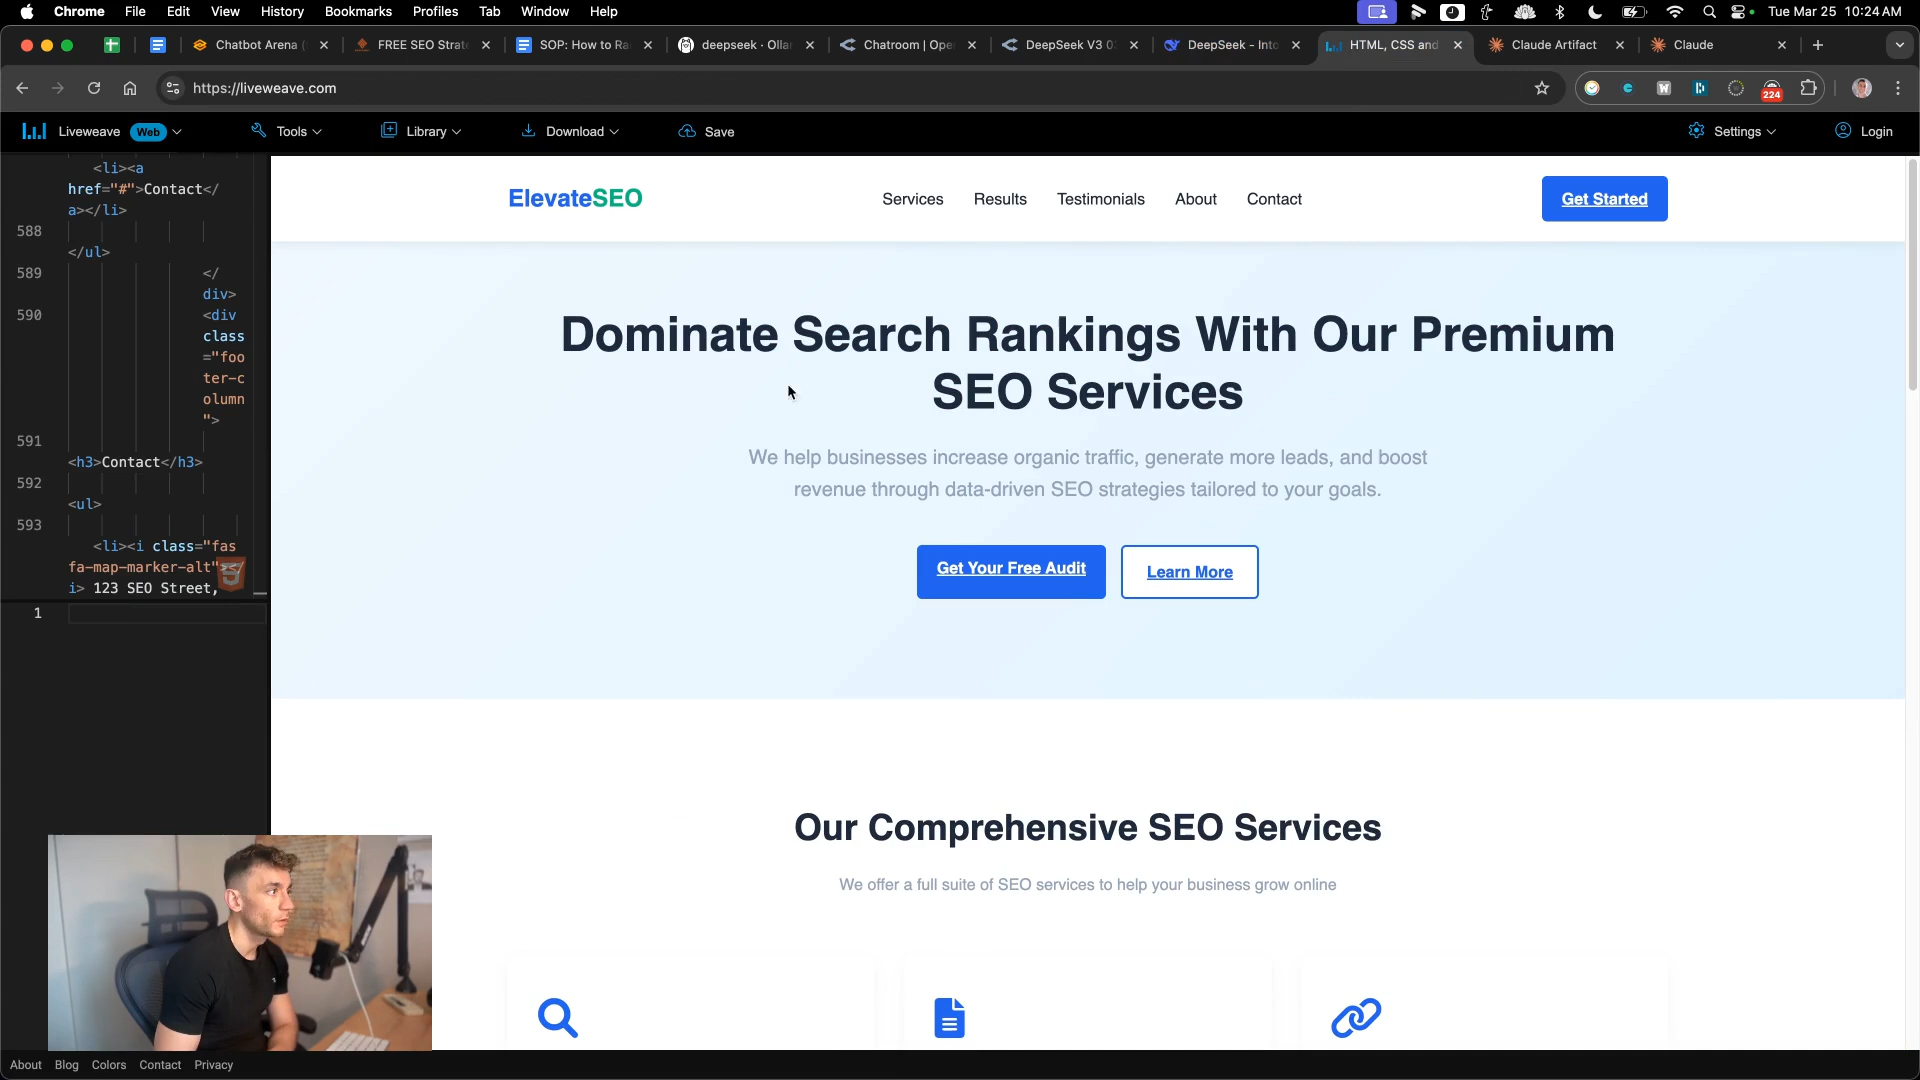 Chrome File Edit View History Bookmarks Profiles Tab Window Help Tue Mar 25 10:24 AM
Chatbot Arena FREE SEO Strat SOP: How to Ra deepseek · Olla Chatroom | Ope DeepSeek V3 0 DeepSeek - Into HTML, CSS and Claude Artifact Claude
https://liveweave.com 224
Liveweave Web Tools Library Download Save Settings Login
<li><a
href="#">Contact</
a></li>
588
</ul>
589 </
div>
590 <div
class
="foo
ter-c
olumn
">
591
<h3>Contact</h3>
592
<ul>
593
<li><i class="fas
fa-map-marker-alt"></
i> 123 SEO Street,
1
ElevateSEO Services Results Testimonials About Contact Get Started
Dominate Search Rankings With Our Premium
SEO Services
We help businesses increase organic traffic, generate more leads, and boost
revenue through data-driven SEO strategies tailored to your goals.
Get Your Free Audit Learn More
Our Comprehensive SEO Services
We offer a full suite of SEO services to help your business grow online
About Blog Colors Contact Privacy